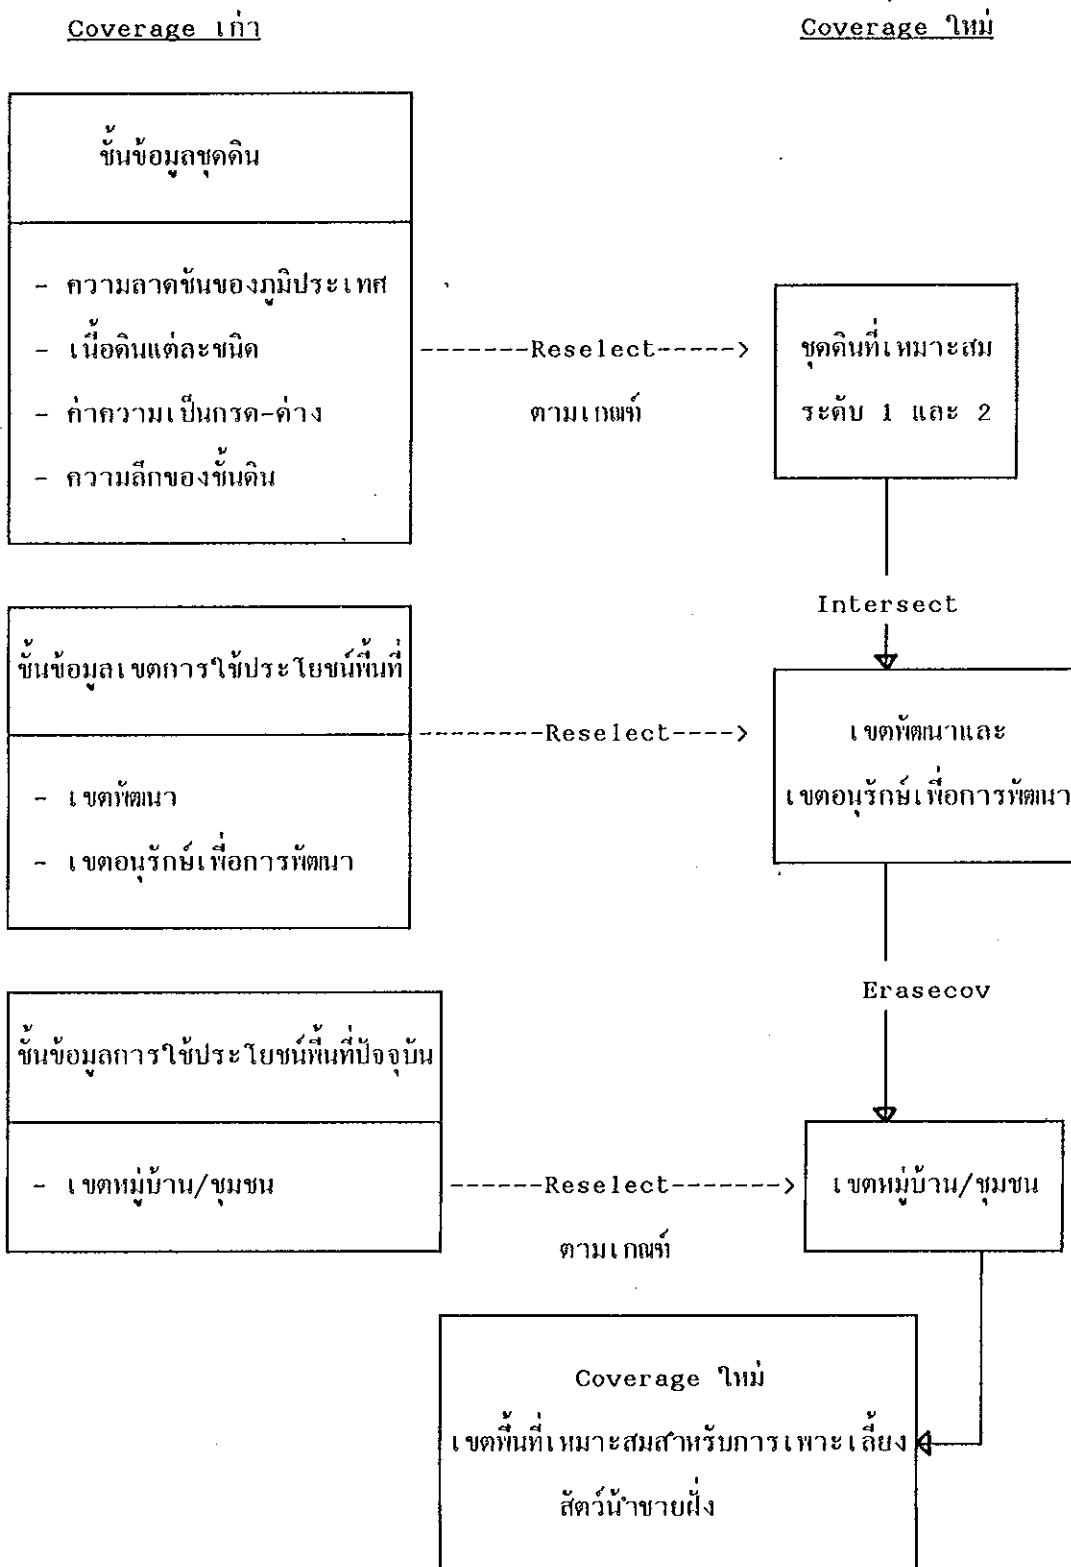 Coverage เก่า
Coverage ใหม่
ชั้นข้อมูลชุดดิน
- ความลาดชันของภูมิประเทศ
- เนื้อดินแต่ละชนิด
- ค่าความเป็นกรด-ด่าง
- ความลึกของชั้นดิน
-------Reselect----->
ตามเกณฑ์
ชุดดินที่เหมาะสม
ระดับ 1 และ 2
Intersect
ชั้นข้อมูลเขตการใช้ประโยชน์พื้นที่
- เขตพัฒนา
- เขตอนุรักษ์เพื่อการพัฒนา
--------Reselect---->
เขตพัฒนาและ
เขตอนุรักษ์เพื่อการพัฒนา
Erasecov
ชั้นข้อมูลการใช้ประโยชน์พื้นที่ปัจจุบัน
- เขตหมู่บ้าน/ชุมชน
------Reselect------->
ตามเกณฑ์
เขตหมู่บ้าน/ชุมชน
Coverage ใหม่
เขตพื้นที่เหมาะสมสำหรับการเพาะเลี้ยง
สัตว์น้ำชายฝั่ง